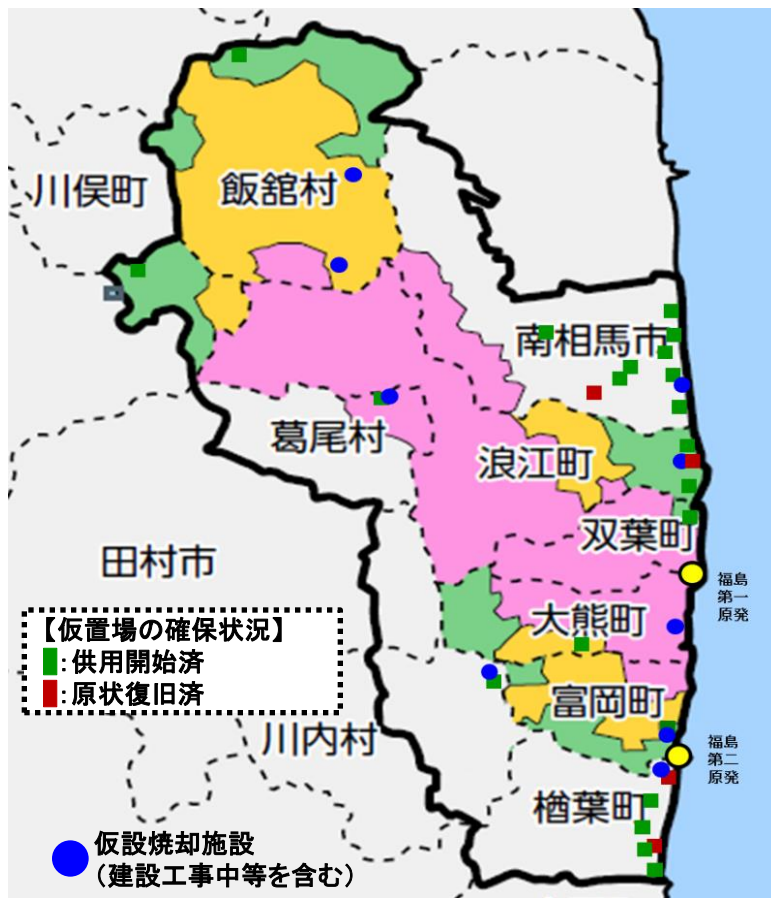 川俣町
飯舘村
南相馬市
葛尾村
浪江町
双葉町
田村市
福島
第一
原発
大熊町
【仮置場の確保状況】
:供用開始済
:原状復旧済
富岡町
川内村
福島
第二
原発
楢葉町
仮設焼却施設
(建設工事中等を含む)